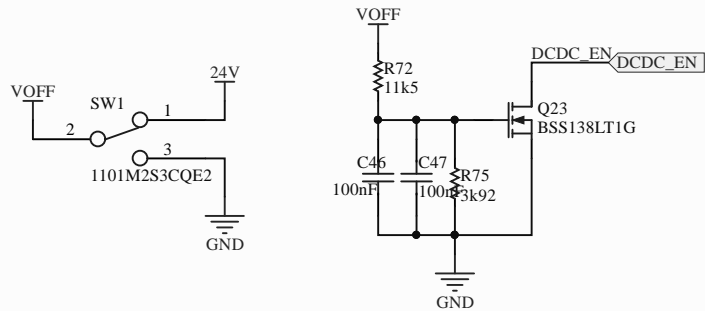 VOFF
SW1
2
1
3
1101M2S3CQE2
24V
GND
VOFF
R72
11k5
C46
100nF
C47
100nF
R75
3k92
DCDC_EN
DCDC_EN
Q23
BSS138LT1G
GND